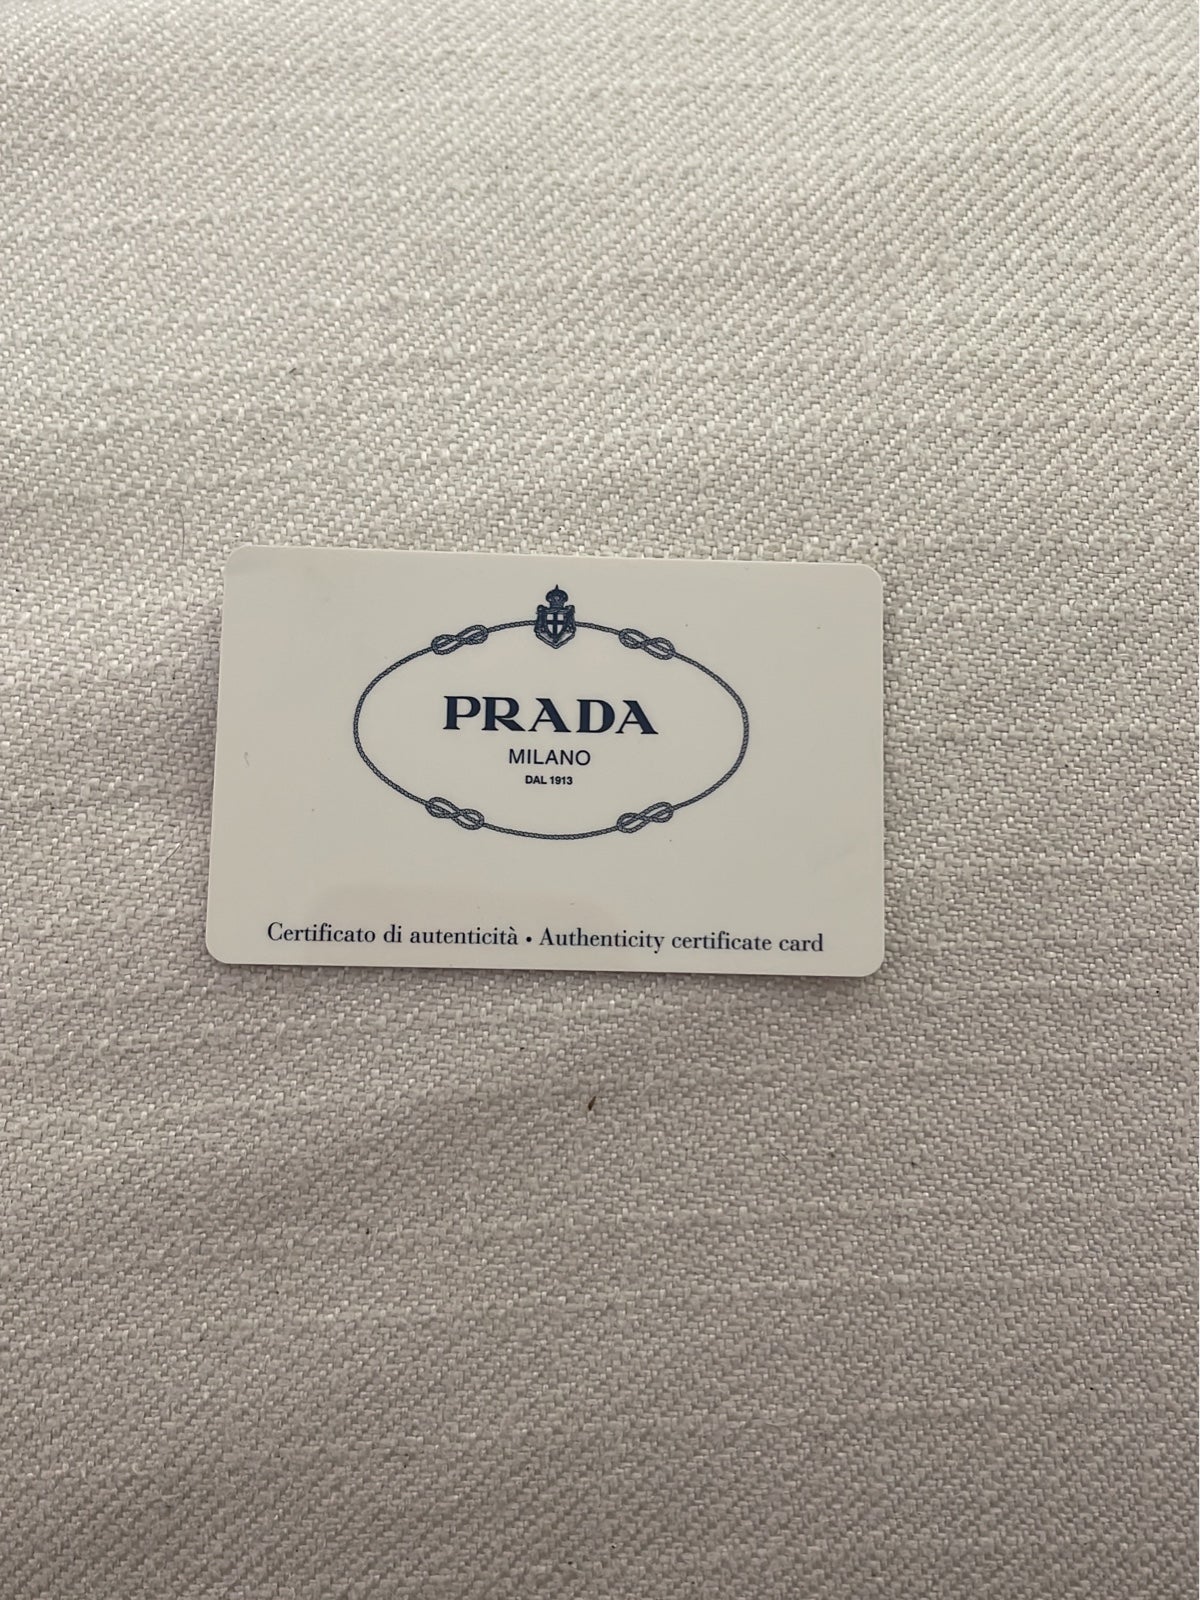 PRADA
MILANO
DAL 1913
Certificato di autenticità • Authenticity certificate card